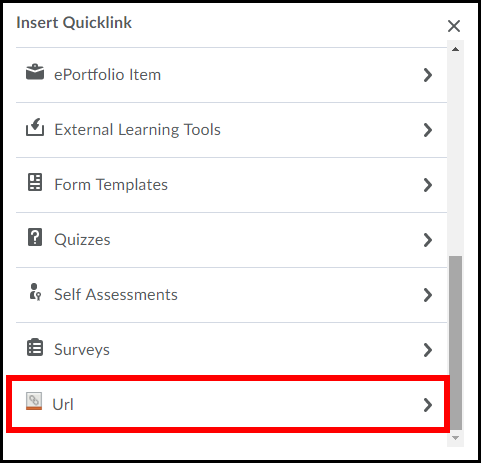 Insert Quicklink
ePortfolio Item
External Learning Tools
Form Templates
Quizzes
Self Assessments
Surveys
Url